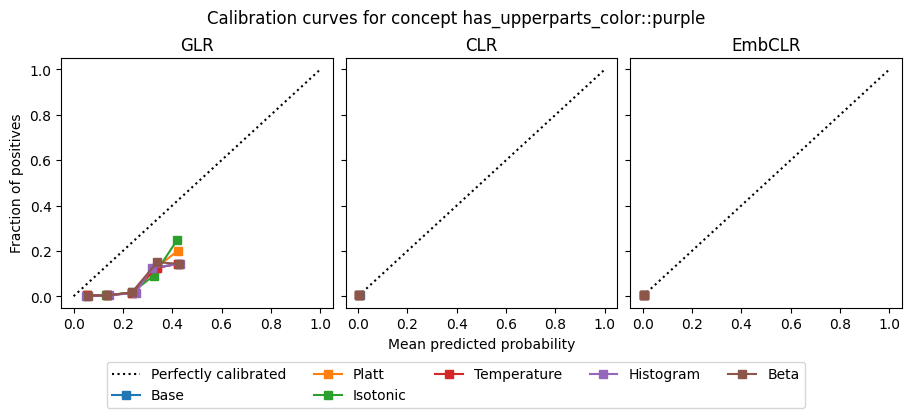 Calibration curves for concept has_upperparts_color::purple
GLR
CLR
EmbCLR
Fraction of positives
1.0
0.8
0.6
0.4
0.2
0.0
0.0 0.2 0.4 0.6 0.8 1.0
0.0 0.2 0.4 0.6 0.8 1.0
0.0 0.2 0.4 0.6 0.8 1.0
Mean predicted probability
Perfectly calibrated
Base
Platt
Isotonic
Temperature
Histogram
Beta